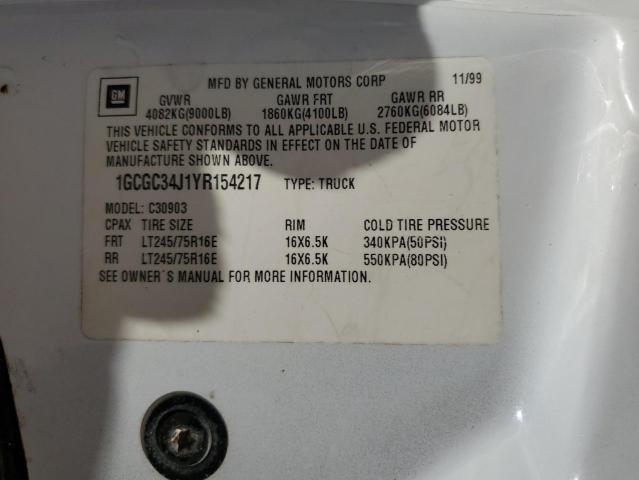 GM MFD BY GENERAL MOTORS CORP 11/99
GVWR GAWR FRT GAWR RR
4082KG(9000LB) 1860KG(4100LB) 2760KG(6084LB)
THIS VEHICLE CONFORMS TO ALL APPLICABLE U.S. FEDERAL MOTOR
VEHICLE SAFETY STANDARDS IN EFFECT ON THE DATE OF
MANUFACTURE SHOWN ABOVE.
1GCGC34J1YR154217 TYPE: TRUCK
MODEL: C30903
CPAX TIRE SIZE RIM COLD TIRE PRESSURE
FRT LT245/75R16E 16X6.5K 340KPA(50PSI)
RR LT245/75R16E 16X6.5K 550KPA(80PSI)
SEE OWNER'S MANUAL FOR MORE INFORMATION.